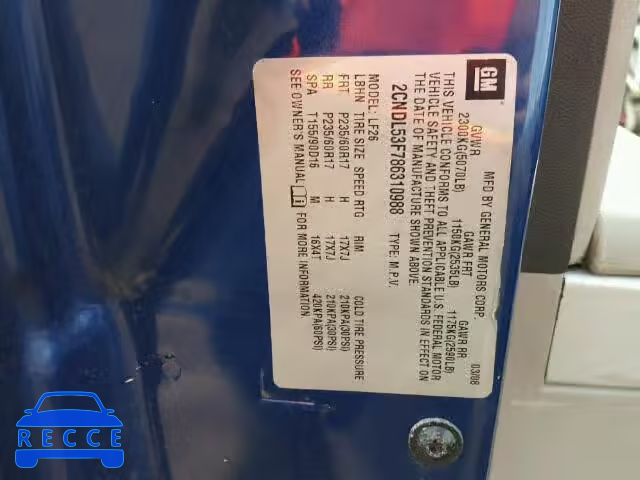 GM
MFD BY GENERAL MOTORS CORP. 03/08
GVWR GAWR FRT GAWR RR
2300KG(5070LB) 1150KG(2535LB) 1175KG(2590LB)
THIS VEHICLE CONFORMS TO ALL APPLICABLE U.S. FEDERAL MOTOR
VEHICLE SAFETY AND THEFT PREVENTION STANDARDS IN EFFECT ON
THE DATE OF MANUFACTURE SHOWN ABOVE.
2CNDL53F786310988 TYPE: M.P.V.
MODEL: LF26
LBHN TIRE SIZE SPEED RTG RIM COLD TIRE PRESSURE
FRT P235/60R17 H 17X7J 210KPA(30PSI)
RR P235/60R17 H 17X7J 210KPA(30PSI)
SPA T155/90D16 M 16X4T 420KPA(60PSI)
SEE OWNER'S MANUAL FOR MORE INFORMATION
RECCE